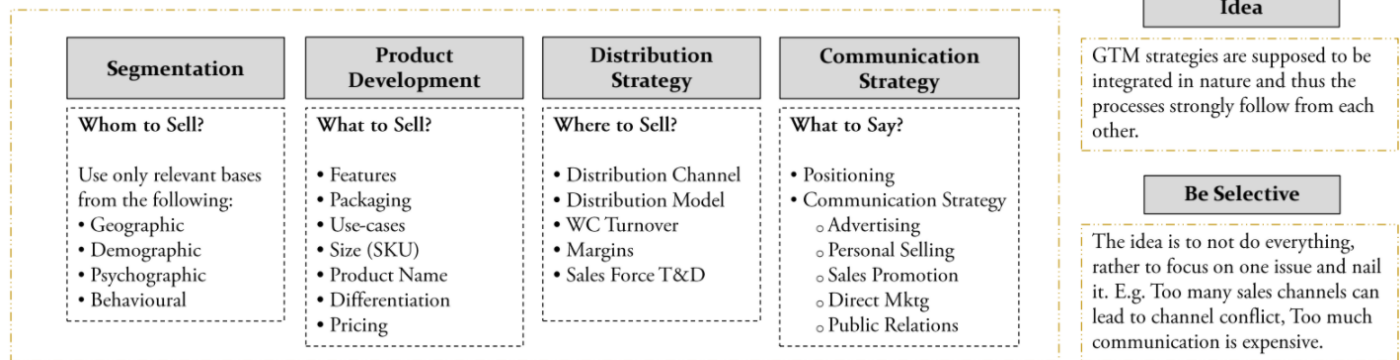 Segmentation
Whom to Sell?
Use only relevant bases
from the following:
• Geographic
• Demographic
• Psychographic
• Behavioural
Product
Development
What to Sell?
• Features
• Packaging
• Use-cases
• Size (SKU)
• Product Name
• Differentiation
• Pricing
Distribution
Strategy
Where to Sell?
• Distribution Channel
• Distribution Model
• WC Turnover
• Margins
• Sales Force T&D
Communication
Strategy
What to Say?
• Positioning
• Communication Strategy
o Advertising
o Personal Selling
o Sales Promotion
o Direct Mktg
o Public Relations
Idea
GTM strategies are supposed to be
integrated in nature and thus the
processes strongly follow from each
other.
Be Selective
The idea is to not do everything,
rather to focus on one issue and nail
it. E.g. Too many sales channels can
lead to channel conflict, Too much
communication is expensive.